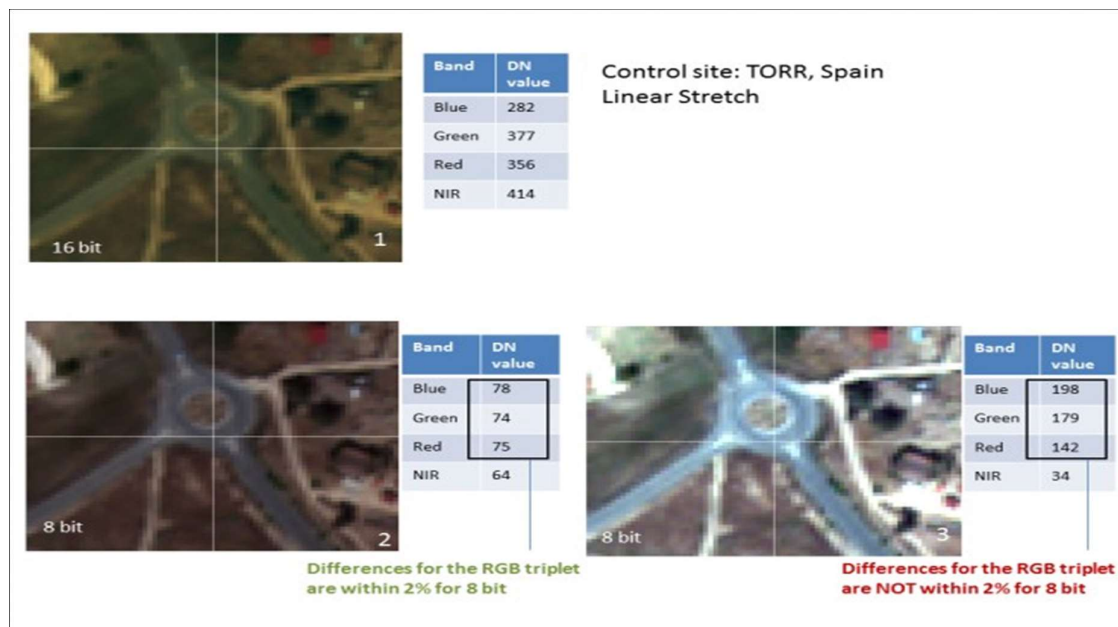 Band DN value
Blue 282
Green 377
Red 356
NIR 414
16 bit
1
Control site: TORR, Spain
Linear Stretch
Band DN value
Blue 78
Green 74
Red 75
NIR 64
8 bit
2
Differences for the RGB triplet
are within 2% for 8 bit
Band DN value
Blue 198
Green 179
Red 142
NIR 34
8 bit
3
Differences for the RGB triplet
are NOT within 2% for 8 bit